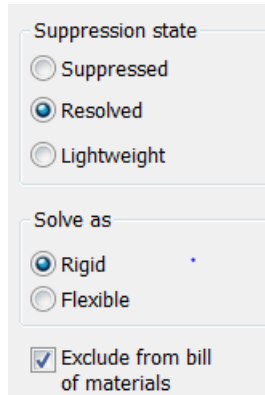 Suppression state
Suppressed
Resolved
Lightweight
Solve as
Rigid
Flexible
Exclude from bill
of materials